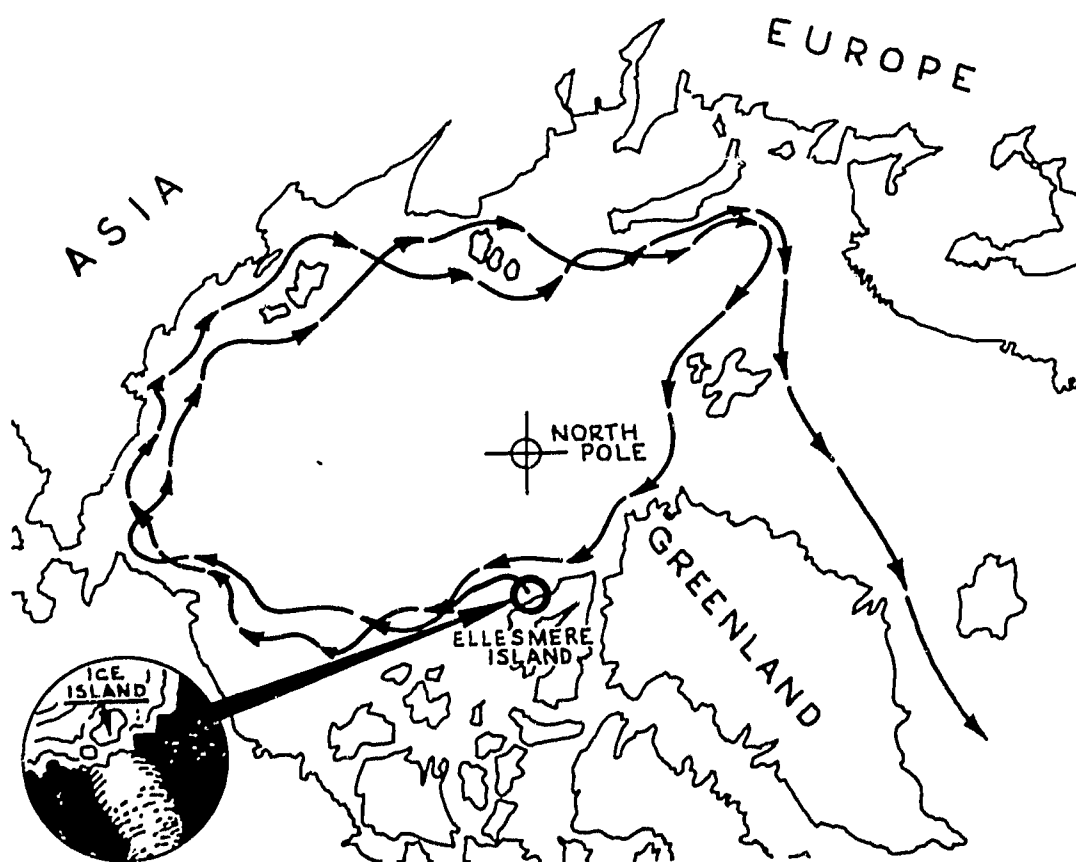 EUROPE
ASIA
NORTH
POLE
GREENLAND
ELLESMERE
ISLAND
ICE
ISLAND